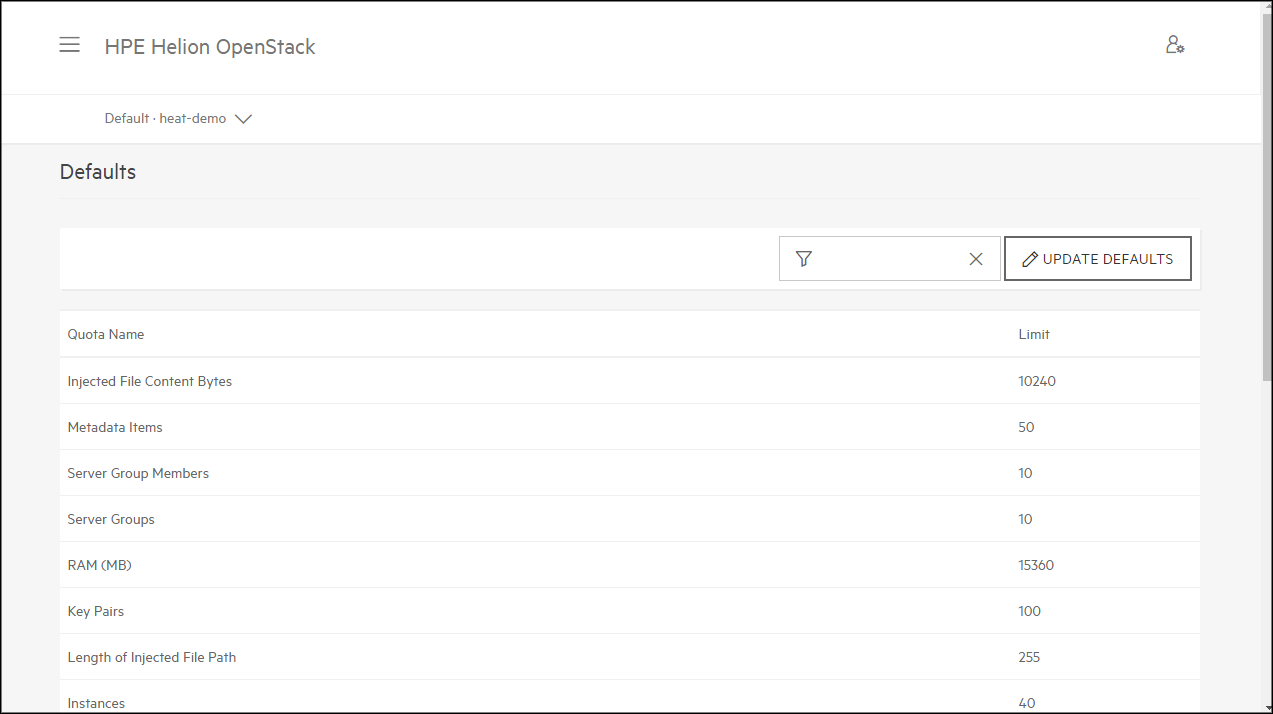 HPE Helion OpenStack
Default · heat-demo
Defaults
UPDATE DEFAULTS
Quota Name Limit
Injected File Content Bytes 10240
Metadata Items 50
Server Group Members 10
Server Groups 10
RAM (MB) 15360
Key Pairs 100
Length of Injected File Path 255
Instances 40